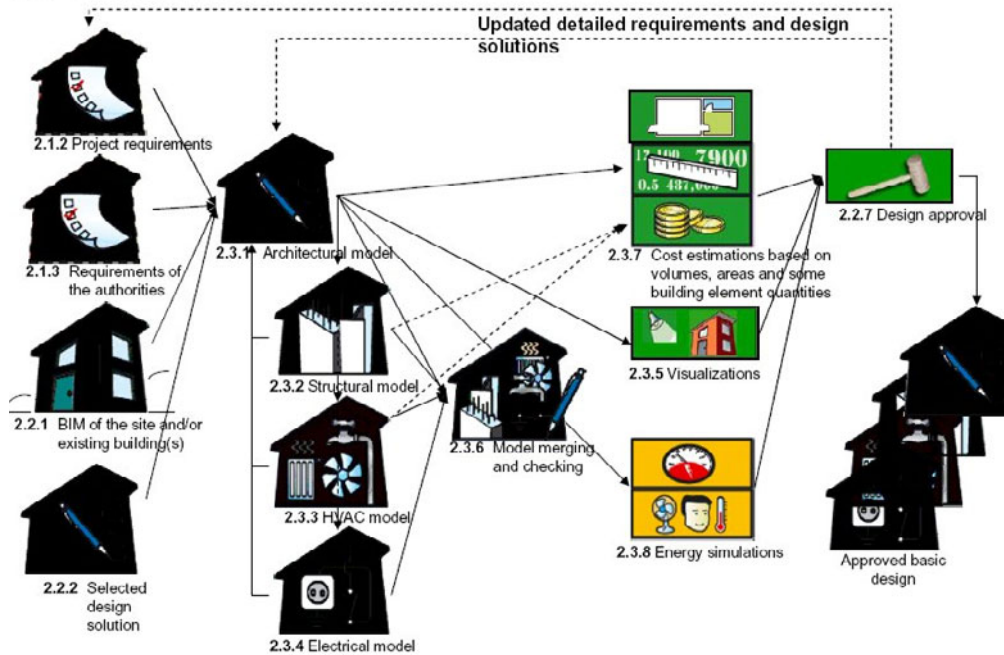 Updated detailed requirements and design
solutions
2.1.2 Project requirements
2.1.3 Requirements of
the authorities
2.2.1 BIM of the site and/or
existing building(s)
2.2.2 Selected
design
solution
2.3.1 Architectural model
2.3.2 Structural model
2.3.3 HVAC model
2.3.4 Electrical model
2.3.6 Model merging
and checking
7900
0.5 487,000
2.3.7 Cost estimations based on
volumes, areas and some
building element quantities
2.3.5 Visualizations
2.3.8 Energy simulations
2.2.7 Design approval
Approved basic
design